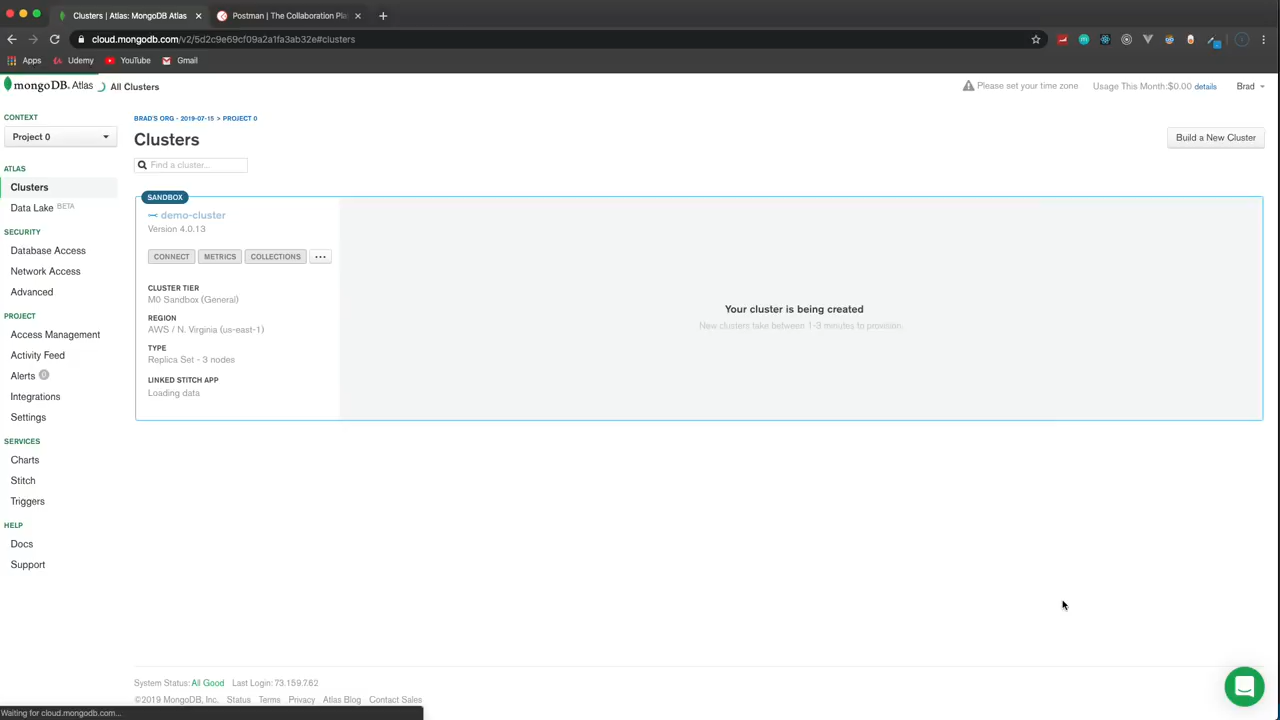 Clusters | Atlas: MongoDB Atlas
Postman | The Collaboration Pla
cloud.mongodb.com/v2/5d2c9e69cf09a2a1fa3ab32e#clusters
Apps Udemy YouTube Gmail
mongoDB. Atlas All Clusters
Please set your time zone Usage This Month:$0.00 details Brad
CONTEXT
Project 0
ATLAS
Clusters
Data Lake BETA
SECURITY
Database Access
Network Access
Advanced
PROJECT
Access Management
Activity Feed
Alerts 0
Integrations
Settings
SERVICES
Charts
Stitch
Triggers
HELP
Docs
Support
BRAD'S ORG - 2019-07-15 > PROJECT 0
Clusters
Build a New Cluster
Find a cluster...
SANDBOX
demo-cluster
Version 4.0.13
CONNECT METRICS COLLECTIONS ...
CLUSTER TIER
M0 Sandbox (General)
REGION
AWS / N. Virginia (us-east-1)
TYPE
Replica Set - 3 nodes
LINKED STITCH APP
Loading data
Your cluster is being created
New clusters take between 1-3 minutes to provision.
System Status: All Good Last Login: 73.159.7.62
©2019 MongoDB, Inc. Status Terms Privacy Atlas Blog Contact Sales
Waiting for cloud.mongodb.com...